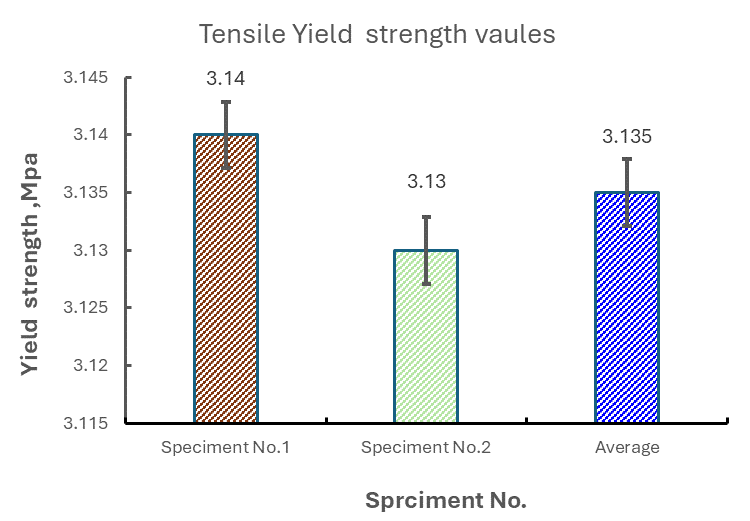 Tensile Yield  strength vaules
3.145
3.14
3.135
3.13
3.125
3.12
3.115
Yield  strength ,Mpa
3.14
3.13
3.135
Speciment No.1
Speciment No.2
Average
Sprciment No.